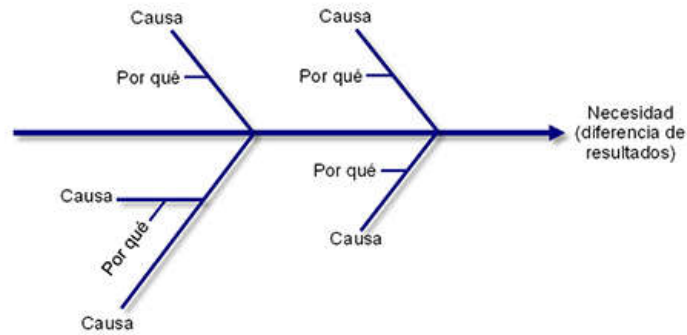 Causa
Causa
Por qué
Por qué
Necesidad
(diferencia de
resultados)
Por qué
Causa
Por qué
Causa
Causa